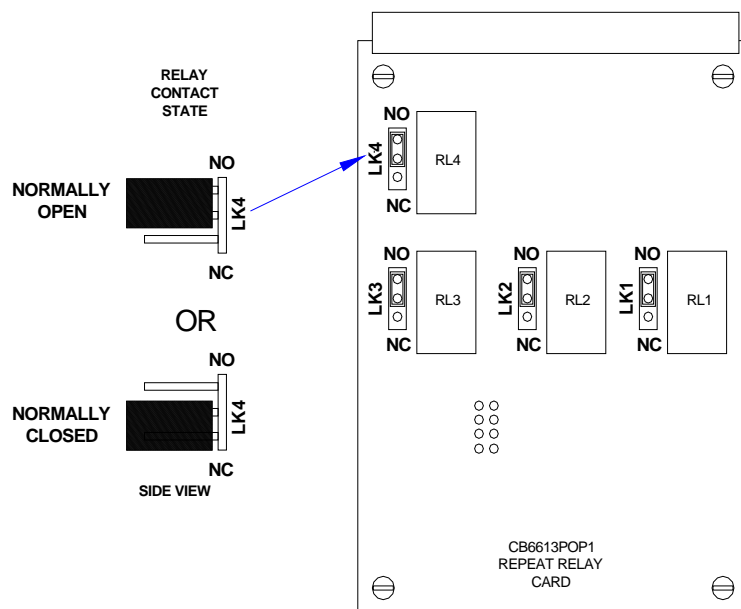 RELAY
CONTACT
STATE
NO
NORMALLY
OPEN
LK4
NC
OR
NO
NORMALLY
CLOSED
LK4
NC
SIDE VIEW
NO
LK4
RL4
NC
NO
LK3
RL3
NC
NO
LK2
RL2
NC
NO
LK1
RL1
NC
CB6613POP1
REPEAT RELAY
CARD